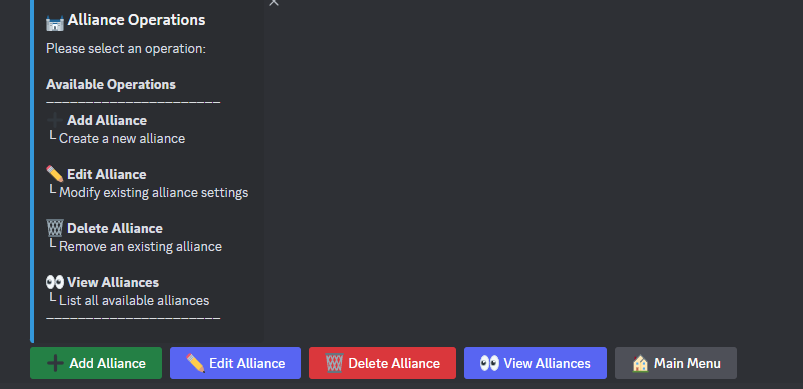 Alliance Operations
Please select an operation:
Available Operations
━━━━━━━━━━━━━━━━━━━━━━
Add Alliance
└ Create a new alliance
Edit Alliance
└ Modify existing alliance settings
Delete Alliance
└ Remove an existing alliance
View Alliances
└ List all available alliances
━━━━━━━━━━━━━━━━━━━━━━
Add Alliance
Edit Alliance
Delete Alliance
View Alliances
Main Menu